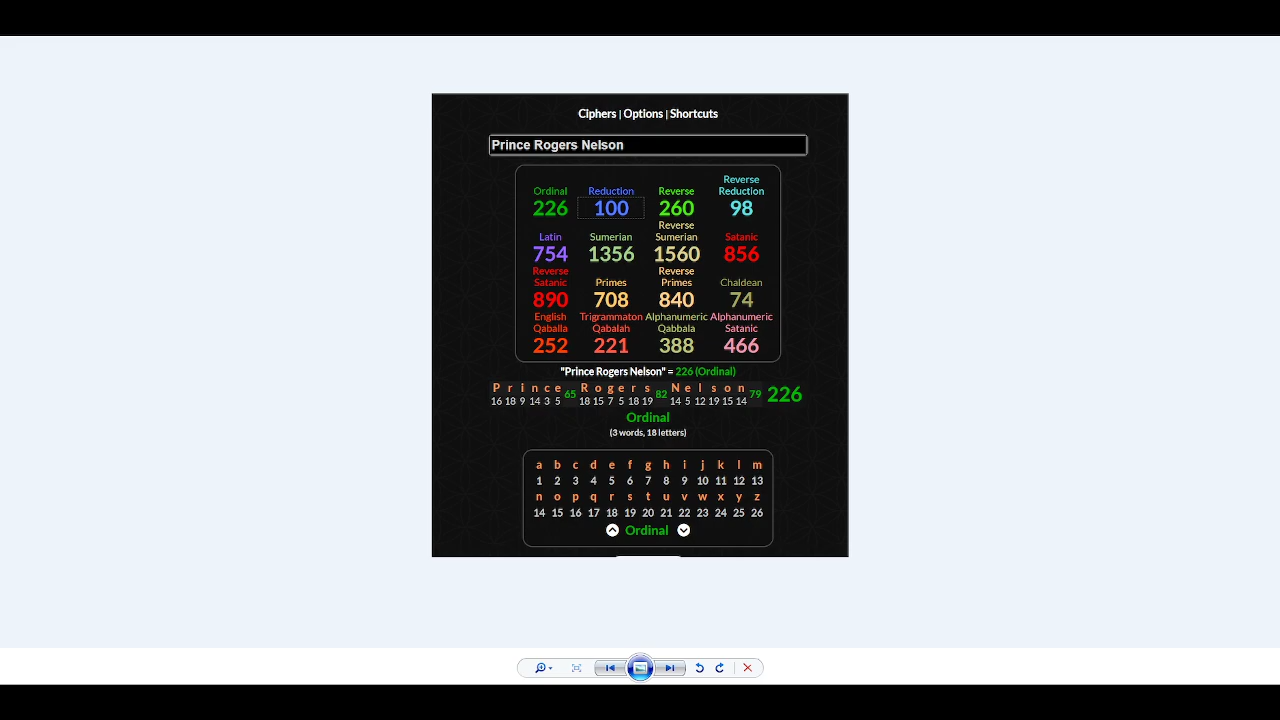 Ciphers | Options | Shortcuts
Prince Rogers Nelson
Reverse
Ordinal Reduction Reverse Reduction
226 100 260 98
Reverse
Latin Sumerian Sumerian Satanic
754 1356 1560 856
Reverse Reverse
Satanic Primes Primes Chaldean
890 708 840 74
English Trigrammaton Alphanumeric Alphanumeric
Qaballa Qabalah Qabbala Satanic
252 221 388 466
"Prince Rogers Nelson" = 226 (Ordinal)
P r i n c e 65 R o g e r s 82 N e l s o n 79 226
16 18 9 14 3 5 18 15 7 5 18 19 14 5 12 19 15 14
Ordinal
(3 words, 18 letters)
a b c d e f g h i j k l m
1 2 3 4 5 6 7 8 9 10 11 12 13
n o p q r s t u v w x y z
14 15 16 17 18 19 20 21 22 23 24 25 26
Ordinal